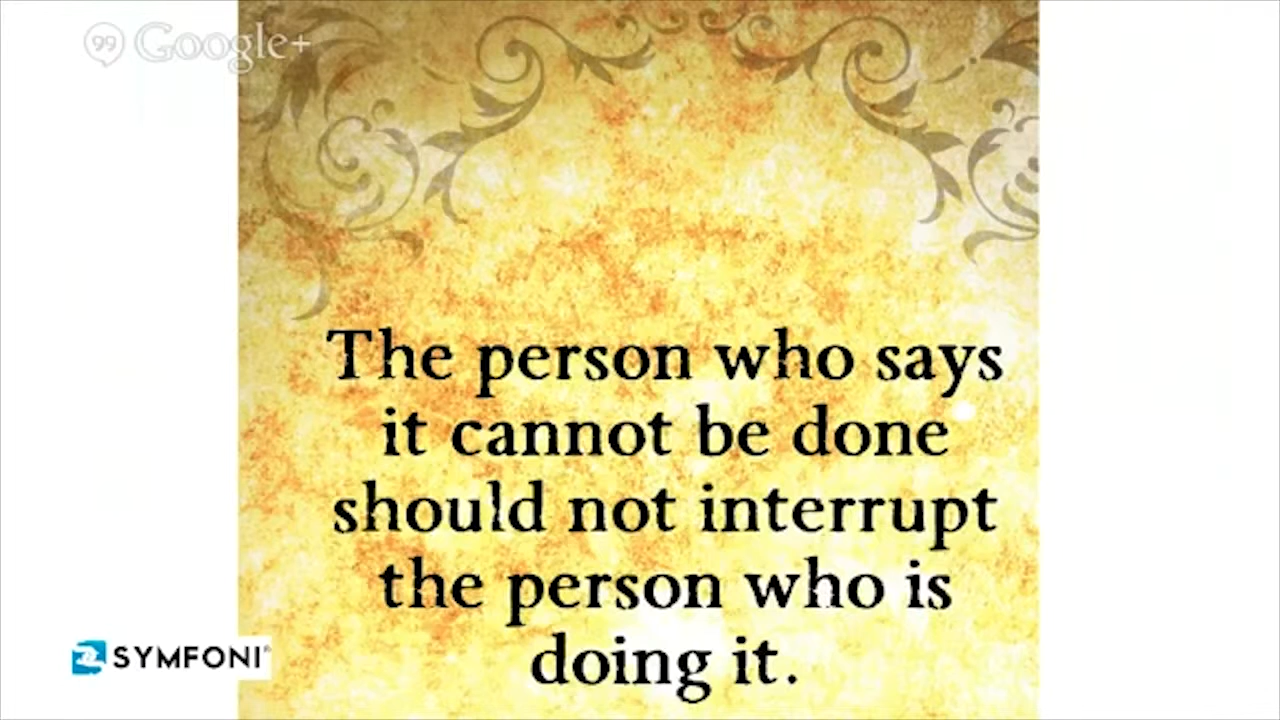 99 Google+
The person who says
it cannot be done
should not interrupt
the person who is
doing it.
SYMFONI®